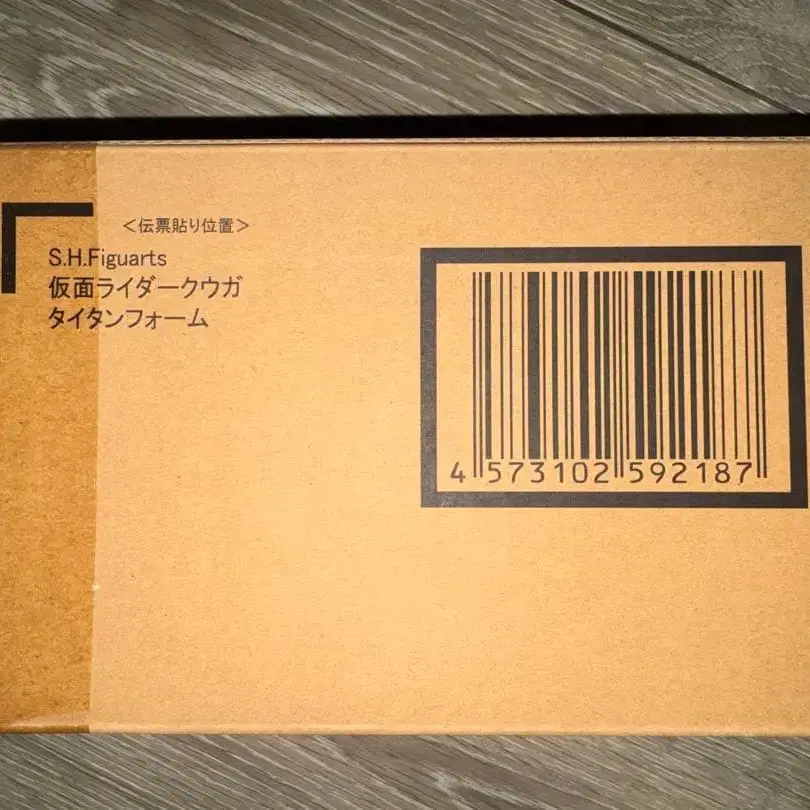 ＜伝票貼り位置＞
S.H.Figuarts
仮面ライダークウガ
タイタンフォーム
4 573102 592187